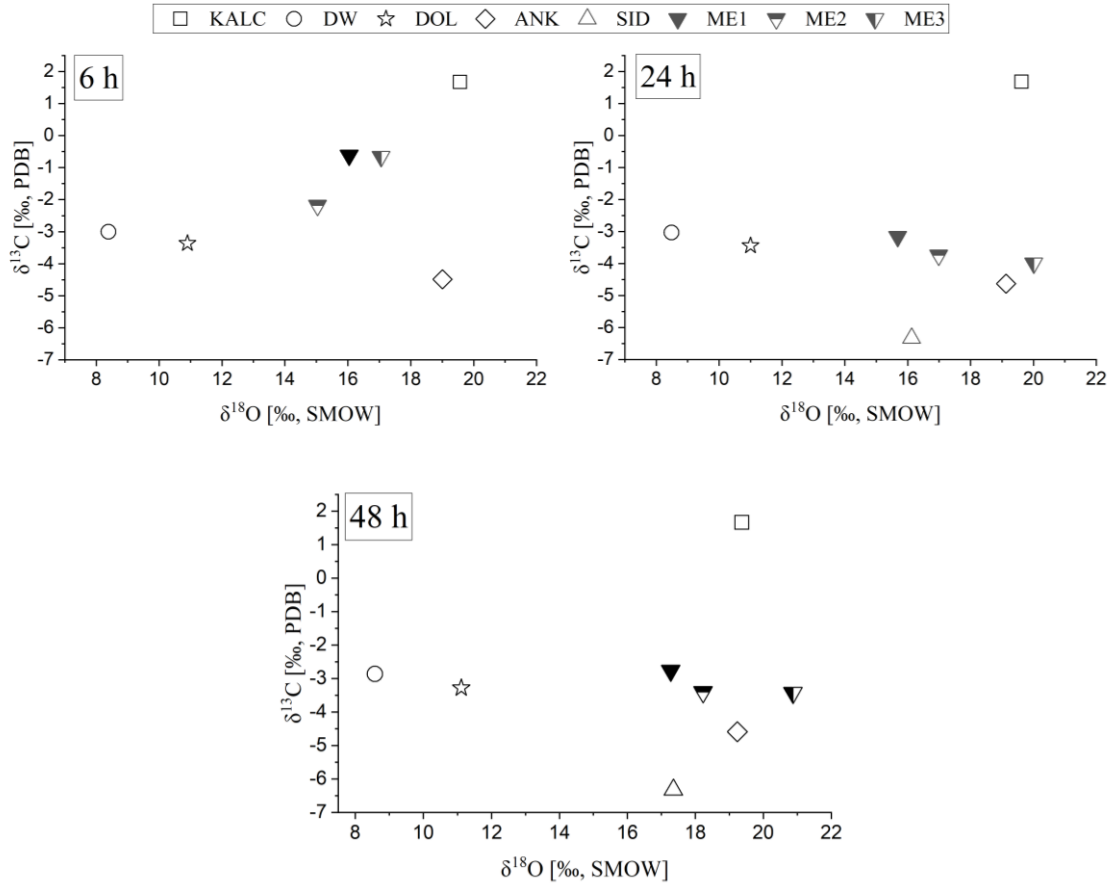 KALC DW DOL ANK SID ME1 ME2 ME3
6 h
2
1
0
-1
-2
-3
-4
-5
-6
-7
δ¹³C [‰, PDB]
8 10 12 14 16 18 20 22
δ¹⁸O [‰, SMOW]
24 h
2
1
0
-1
-2
-3
-4
-5
-6
-7
δ¹³C [‰, PDB]
8 10 12 14 16 18 20 22
δ¹⁸O [‰, SMOW]
48 h
2
1
0
-1
-2
-3
-4
-5
-6
-7
δ¹³C [‰, PDB]
8 10 12 14 16 18 20 22
δ¹⁸O [‰, SMOW]